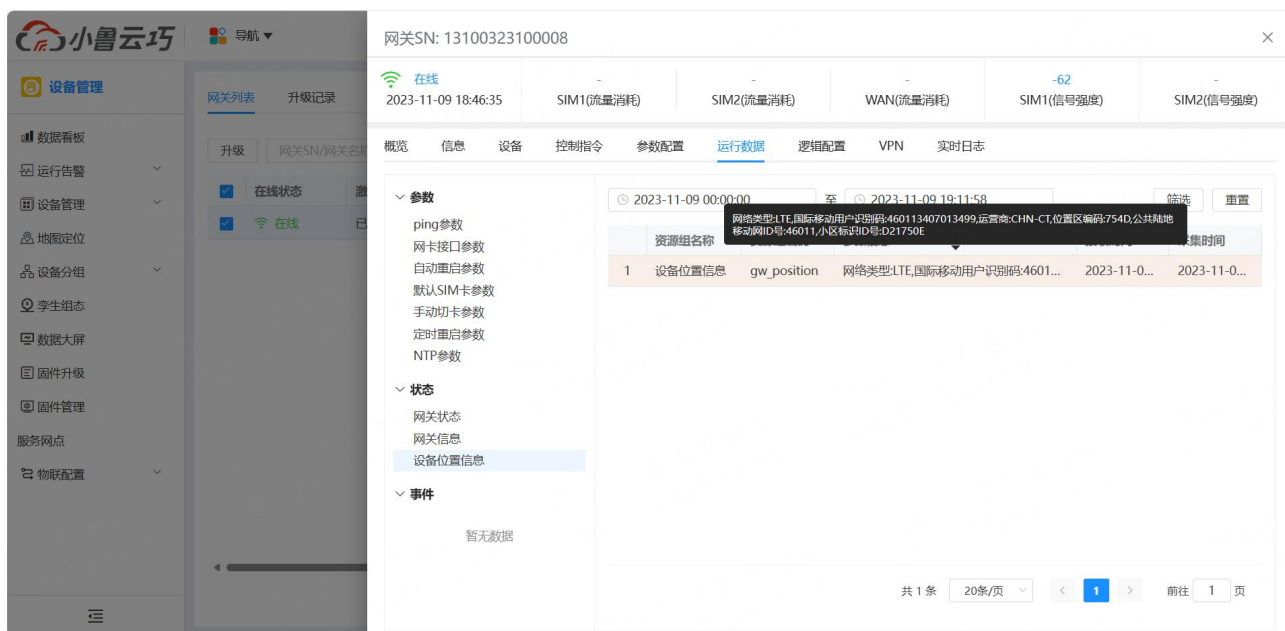 小鲁云巧
导航
网关SN: 13100323100008
设备管理
网关列表
升级记录
在线
2023-11-09 18:46:35
-
SIM1(流量消耗)
-
SIM2(流量消耗)
-
WAN(流量消耗)
-62
SIM1(信号强度)
-
SIM2(信号强度)
概览 信息 设备 控制指令 参数配置 运行数据 逻辑配置 VPN 实时日志
数据看板
运行告警
设备管理
地图定位
设备分组
孪生组态
数据大屏
固件升级
固件管理
服务网点
物联配置
升级
网关SN/网关名称
在线状态
在线
参数
ping参数
网卡接口参数
自动重启参数
默认SIM卡参数
手动切卡参数
定时重启参数
NTP参数
状态
网关状态
网关信息
设备位置信息
事件
暂无数据
2023-11-09 00:00:00 至 2023-11-09 19:11:58 筛选 重置
网络类型:LTE,国际移动用户识别码:460113407013499,运营商:CHN-CT,位置区编码:754D,公共陆地
移动网ID号:46011,小区标识ID号:D21750E
资源组名称
集时间
1 设备位置信息 gw_position 网络类型:LTE,国际移动用户识别码:4601... 2023-11-0... 2023-11-0...
共 1 条 20条/页 1 前往 1 页